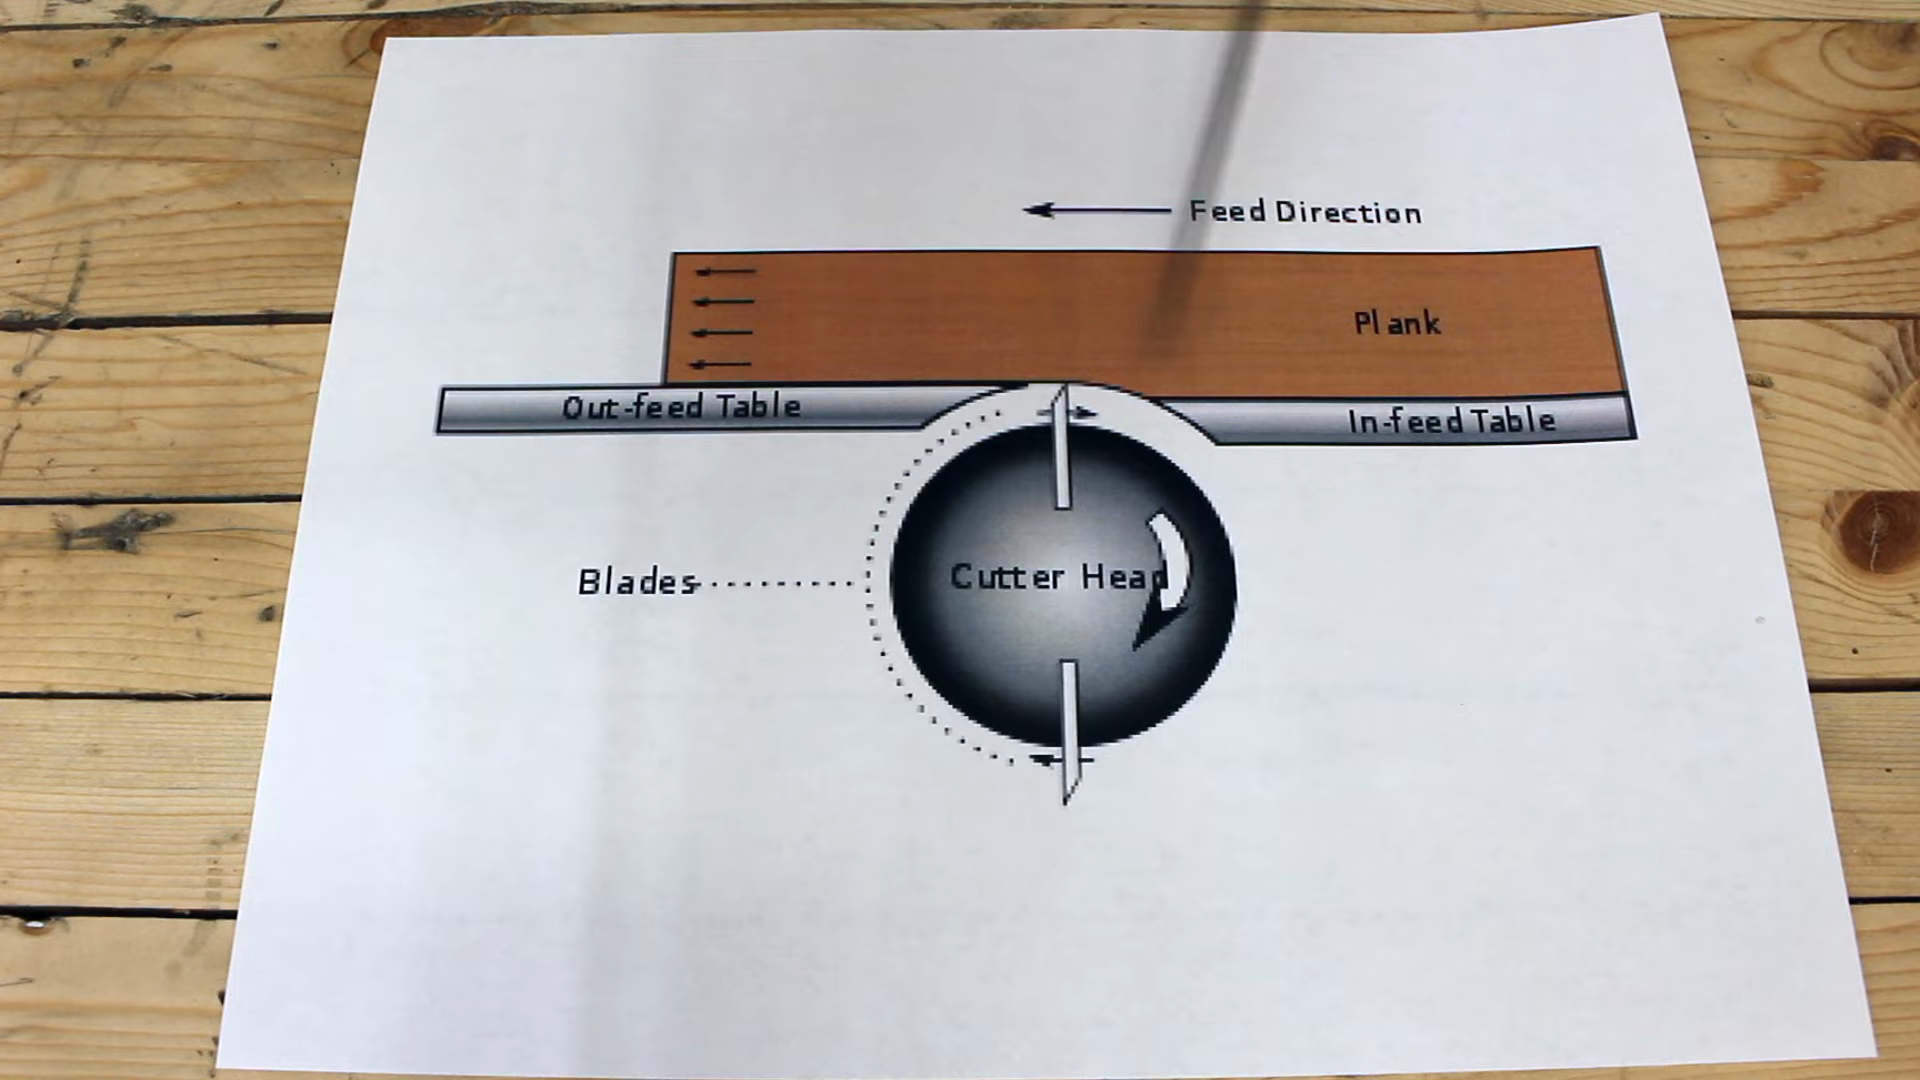 Feed Direction
Plank
Out-feed Table
In-feed Table
Blades
Cutter Head